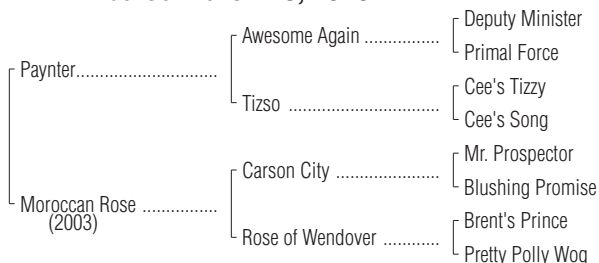 Deputy Minister
Awesome Again ................
Primal Force
Paynter..............................
Cee's Tizzy
Tizso ................................
Cee's Song
Mr. Prospector
Carson City ......................
Blushing Promise
Moroccan Rose ................
(2003)
Brent's Prince
Rose of Wendover ............
Pretty Polly Wog